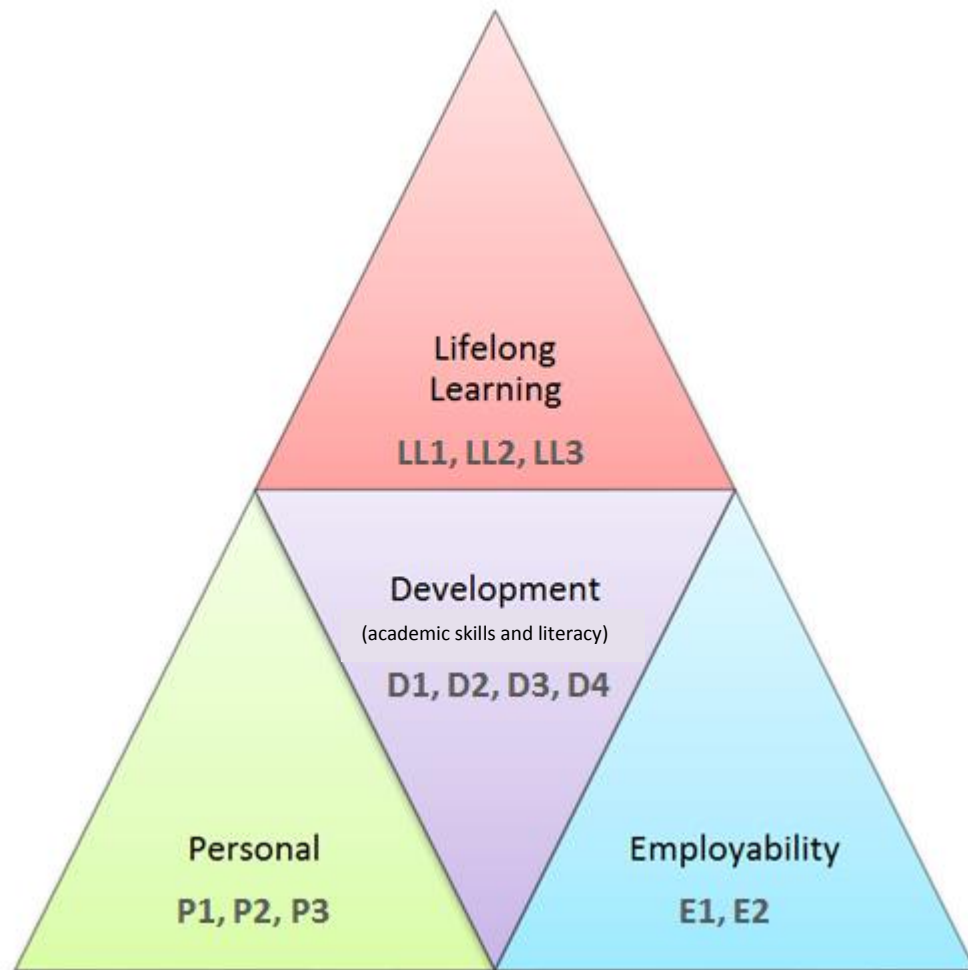 Lifelong
Learning
LL1, LL2, LL3
Development
(academic skills and literacy)
D1, D2, D3, D4
Personal
P1, P2, P3
Employability
E1, E2